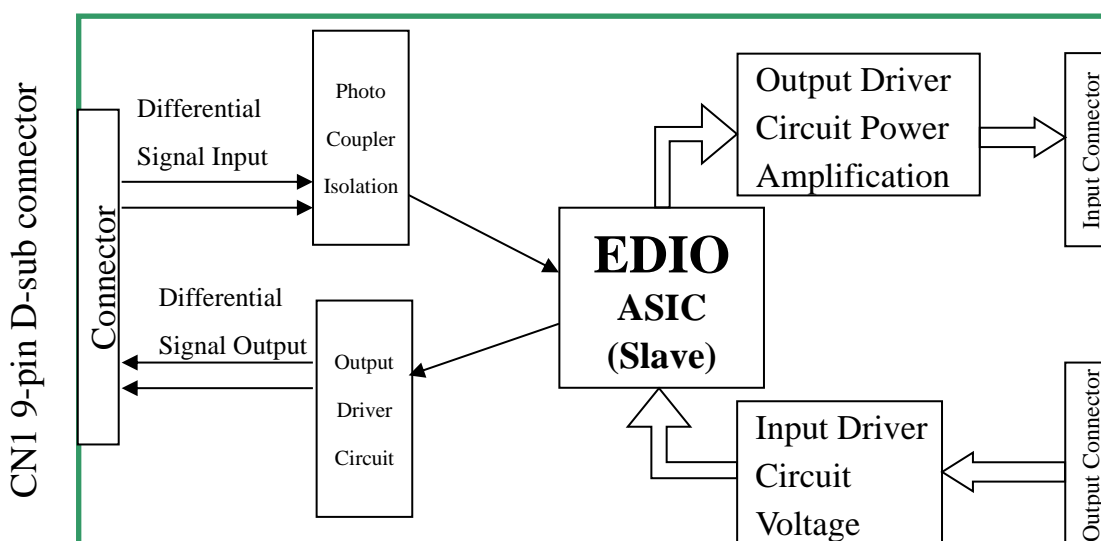 CN1 9-pin D-sub connector
Connector
Differential
Signal Input
Photo
Coupler
Isolation
Differential
Signal Output
Output
Driver
Circuit
EDIO
ASIC
(Slave)
Output Driver
Circuit Power
Amplification
Input Connector
Input Driver
Circuit
Voltage
Output Connector